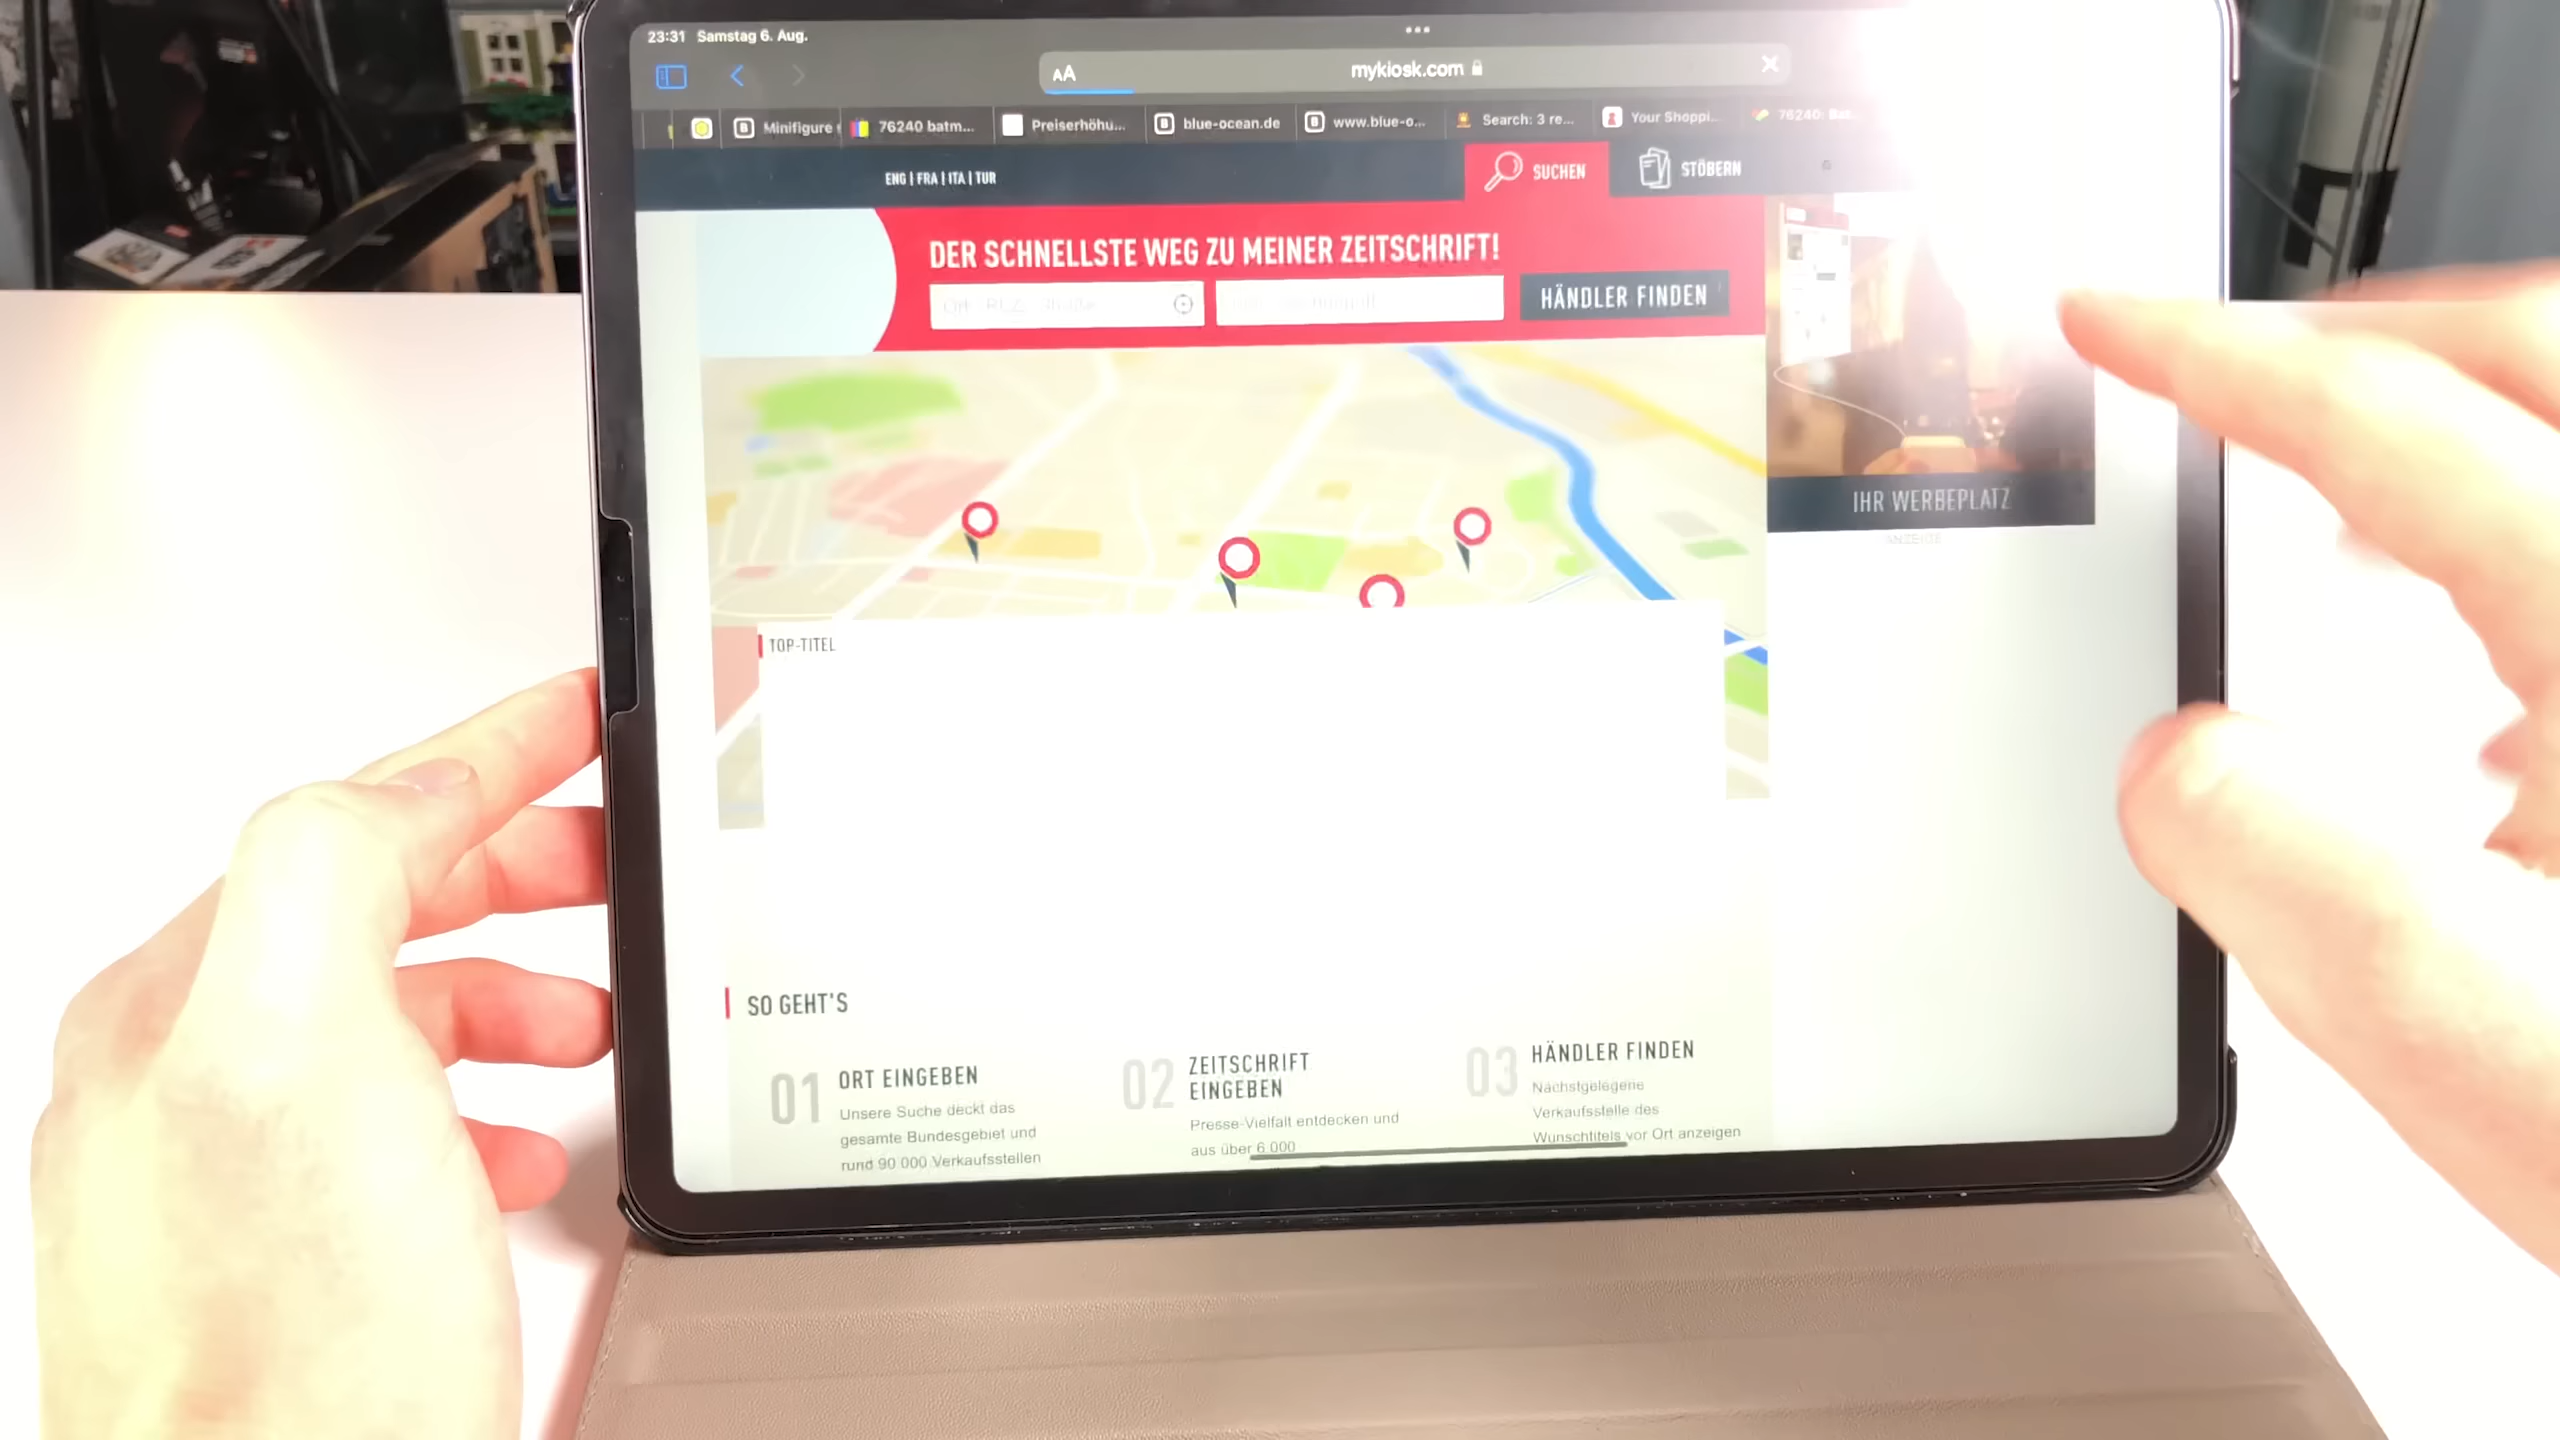 23:31 Samstag 6. Aug.
AA mykiosk.com
Minifigure
76240 batm...
Preiserhöhu...
blue-ocean.de
www.blue-o...
Search: 3 re...
Your Shoppi...
76240: Bat...
ENG | FRA | ITA | TUR
SUCHEN
STÖBERN
DER SCHNELLSTE WEG ZU MEINER ZEITSCHRIFT!
HÄNDLER FINDEN
IHR WERBEPLATZ
ANZEIGE
TOP-TITEL
SO GEHT'S
01 ORT EINGEBEN
Unsere Suche deckt das
gesamte Bundesgebiet und
rund 90 000 Verkaufsstellen
02 ZEITSCHRIFT
EINGEBEN
Presse-Vielfalt entdecken und
aus über 6 000
03 HÄNDLER FINDEN
Nächstgelegene
Verkaufsstelle des
Wunschtitels vor Ort anzeigen